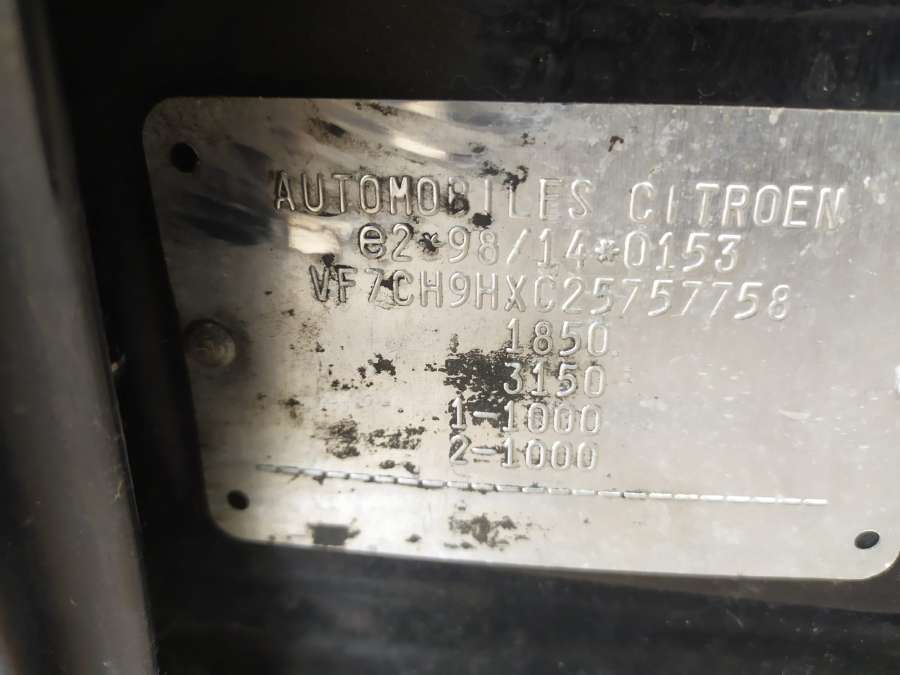 AUTOMOBILES CITROEN
e2*98/14*0153
VF7CH9HXC25757758
1850
3150
1-1000
2-1000